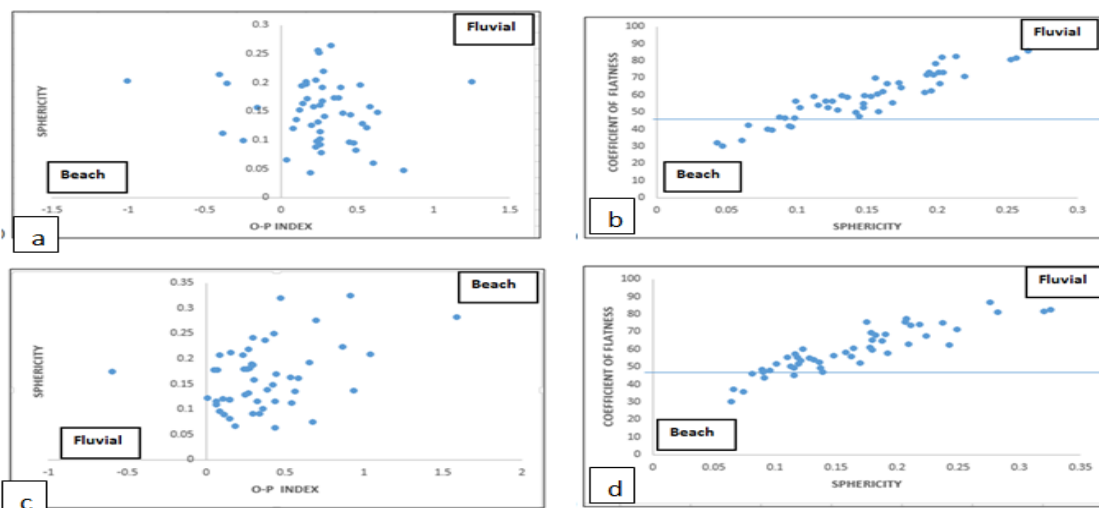 Fluvial
0.3
0.25
0.2
0.15
0.1
0.05
0
-1.5 -1 -0.5 0 0.5 1 1.5
SPHERICITY
Beach
O-P INDEX
a
Fluvial
100
90
80
70
60
50
40
30
20
10
0
0 0.05 0.1 0.15 0.2 0.25 0.3
COEFFICIENT OF FLATNESS
Beach
SPHERICITY
b
Beach
0.35
0.3
0.25
0.2
0.15
0.1
0.05
0
-1 -0.5 0 0.5 1 1.5 2
SPHERICITY
Fluvial
O-P INDEX
c
Fluvial
100
90
80
70
60
50
40
30
20
10
0
0 0.05 0.1 0.15 0.2 0.25 0.3 0.35
COEFFICIENT OF FLATNESS
Beach
SPHERICITY
d